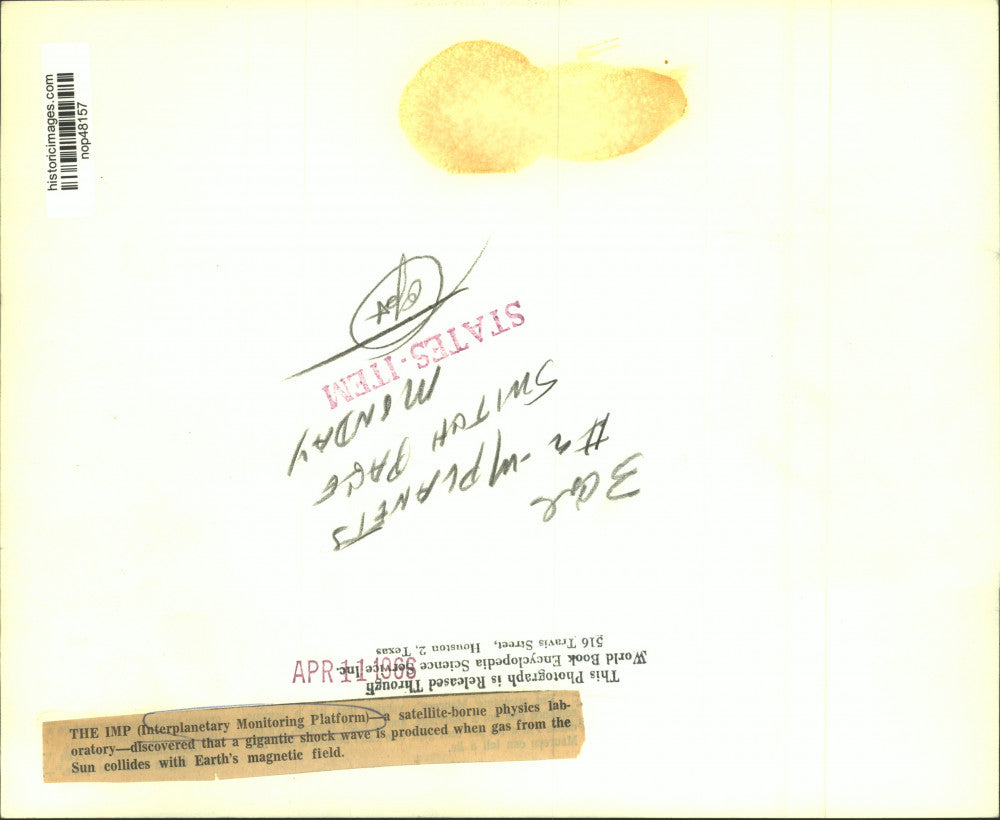 historicimages.com
nop48157
STATES-ITEM
3 Col
#2 - W/PLANETS
SWITCH PAGE
MONDAY
This Photograph is Released Through
World Book Encyclopedia Science Service Inc.
516 Travis Street, Houston 2, Texas
APR 11 1966
THE IMP (Interplanetary Monitoring Platform)—a satellite-borne physics lab-
oratory—discovered that a gigantic shock wave is produced when gas from the
Sun collides with Earth's magnetic field.